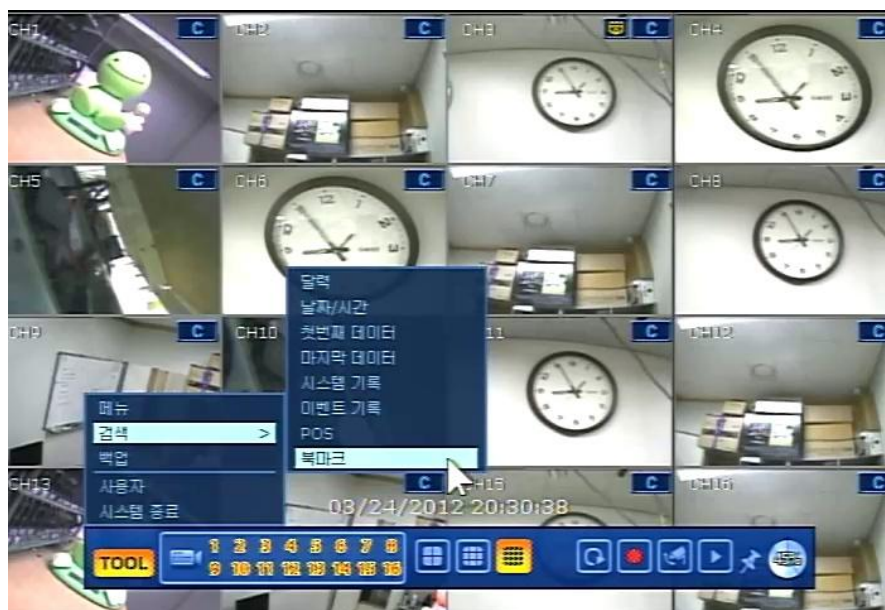 CH1 C CH2 C CH3 C CH4
CH5 C CH6 C CH7 C CH8 C
CH9 C CH10 11 C CH12 C
달력
날짜/시간
첫번째 데이터
마지막 데이터
시스템 기록
이벤트 기록
POS
북마크
메뉴
검색 >
백업
사용자
시스템 종료
CH13 C CH15 C CH16 C
03/24/2012 20:30:38
TOOL
1 2 3 4 5 6 7 8
9 10 11 12 13 14 15 16
45%